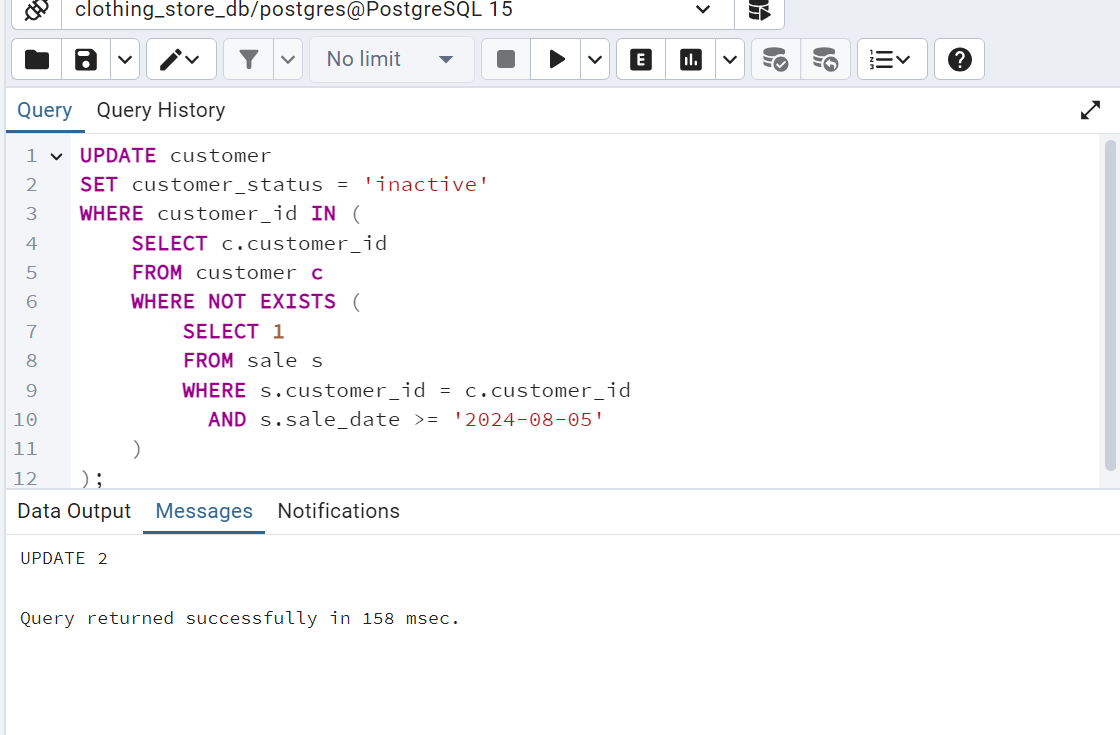 clothing_store_db/postgres@PostgreSQL 15
No limit
E
Query Query History
1 UPDATE customer
2 SET customer_status = 'inactive'
3 WHERE customer_id IN (
4     SELECT c.customer_id
5     FROM customer c
6     WHERE NOT EXISTS (
7         SELECT 1
8         FROM sale s
9         WHERE s.customer_id = c.customer_id
10           AND s.sale_date >= '2024-08-05'
11     )
12 );
Data Output Messages Notifications
UPDATE 2
Query returned successfully in 158 msec.